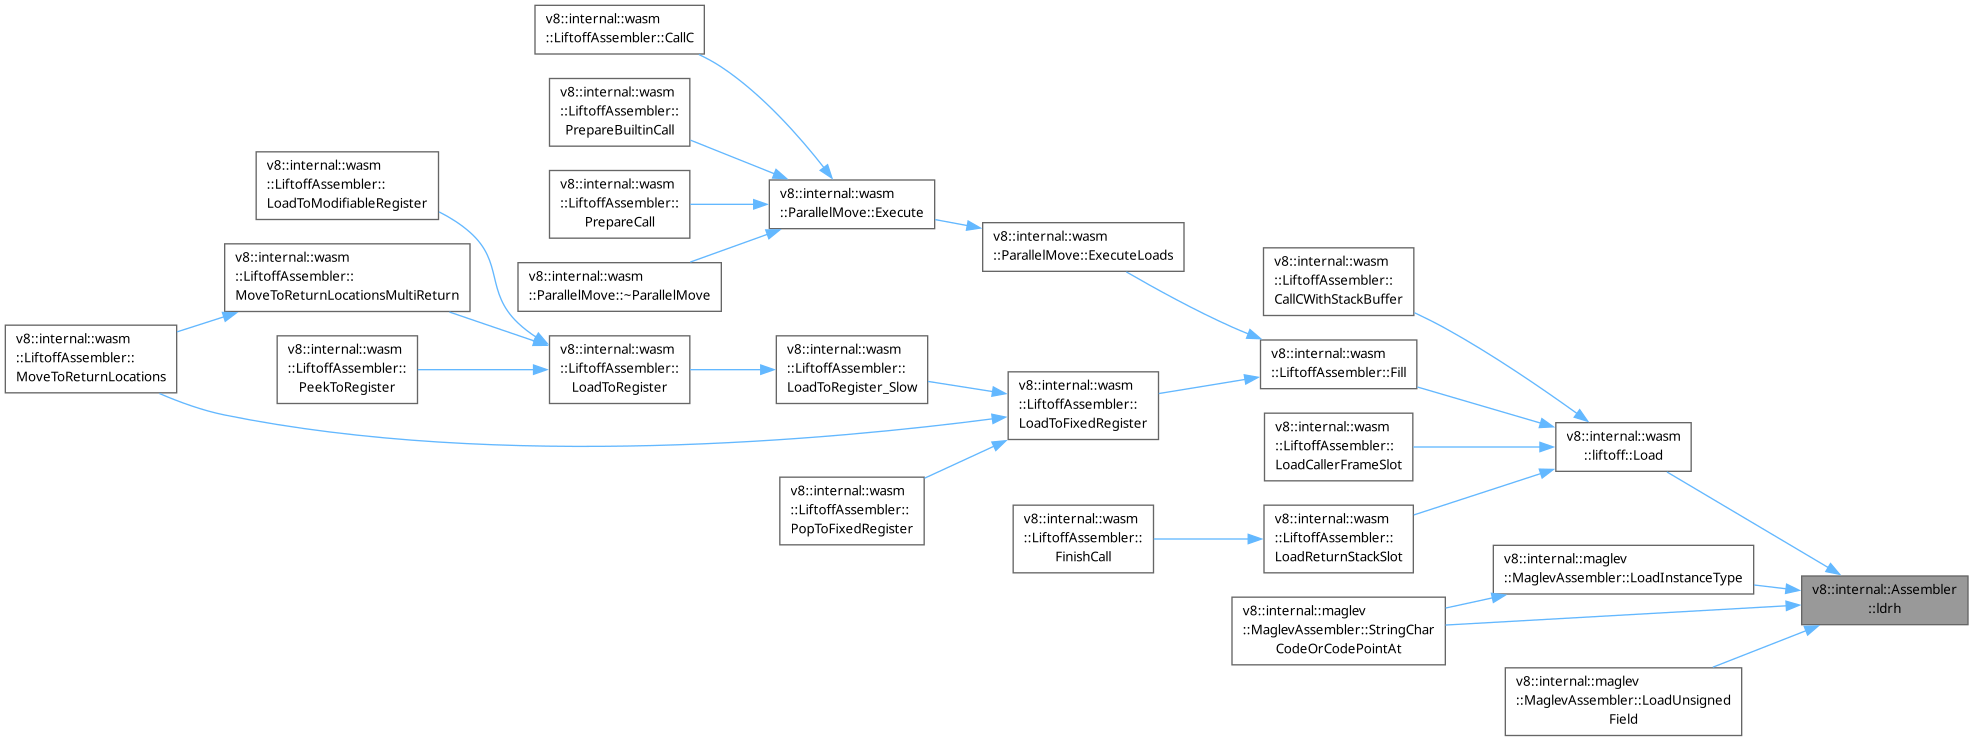 v8::internal::wasm
::LiftoffAssembler::CallC
v8::internal::wasm
::LiftoffAssembler::
PrepareBuiltinCall
v8::internal::wasm
::LiftoffAssembler::
LoadToModifiableRegister
v8::internal::wasm
::LiftoffAssembler::
PrepareCall
v8::internal::wasm
::ParallelMove::Execute
v8::internal::wasm
::ParallelMove::ExecuteLoads
v8::internal::wasm
::LiftoffAssembler::
MoveToReturnLocationsMultiReturn
v8::internal::wasm
::ParallelMove::~ParallelMove
v8::internal::wasm
::LiftoffAssembler::
CallCWithStackBuffer
v8::internal::wasm
::LiftoffAssembler::
MoveToReturnLocations
v8::internal::wasm
::LiftoffAssembler::
PeekToRegister
v8::internal::wasm
::LiftoffAssembler::
LoadToRegister
v8::internal::wasm
::LiftoffAssembler::
LoadToRegister_Slow
v8::internal::wasm
::LiftoffAssembler::
LoadToFixedRegister
v8::internal::wasm
::LiftoffAssembler::Fill
v8::internal::wasm
::LiftoffAssembler::
LoadCallerFrameSlot
v8::internal::wasm
::liftoff::Load
v8::internal::wasm
::LiftoffAssembler::
PopToFixedRegister
v8::internal::wasm
::LiftoffAssembler::
FinishCall
v8::internal::wasm
::LiftoffAssembler::
LoadReturnStackSlot
v8::internal::maglev
::MaglevAssembler::LoadInstanceType
v8::internal::Assembler
::ldrh
v8::internal::maglev
::MaglevAssembler::StringChar
CodeOrCodePointAt
v8::internal::maglev
::MaglevAssembler::LoadUnsigned
Field